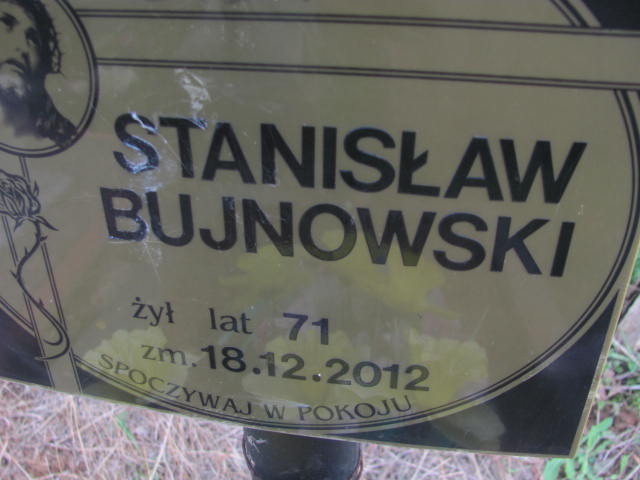 STANISŁAW
BUJNOWSKI
żył lat 71
zm. 18.12.2012
SPOCZYWAJ W POKOJU